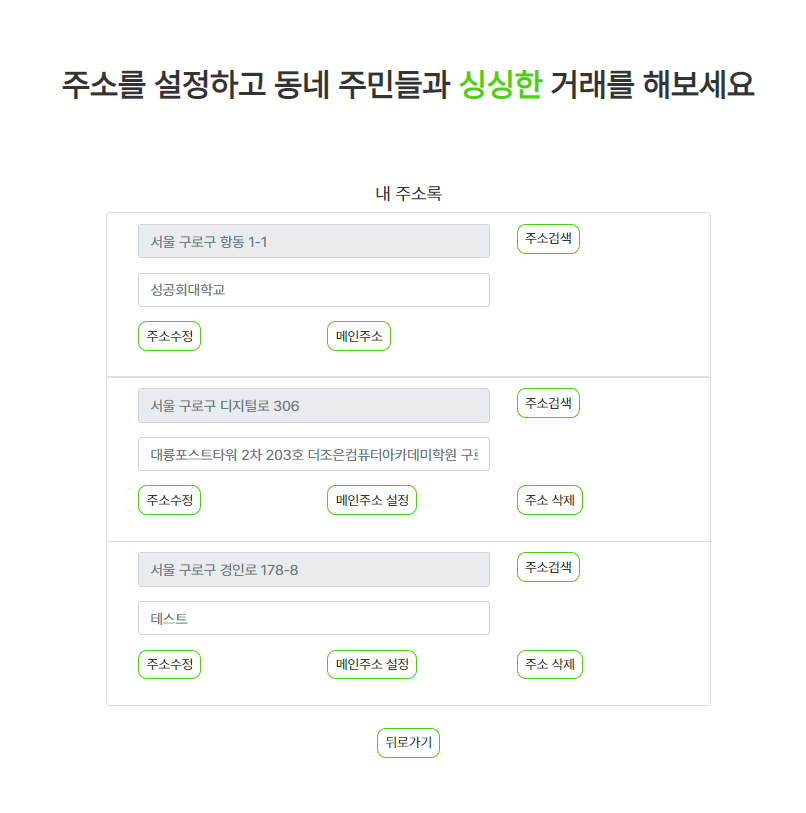 주소를 설정하고 동네 주민들과 싱싱한 거래를 해보세요
내 주소록
서울 구로구 항동 1-1
주소검색
성공회대학교
주소수정
메인주소
서울 구로구 디지털로 306
주소검색
대륭포스트타워 2차 203호 더조은컴퓨터아카데미학원 구로
주소수정
메인주소 설정
주소 삭제
서울 구로구 경인로 178-8
주소검색
테스트
주소수정
메인주소 설정
주소 삭제
뒤로가기